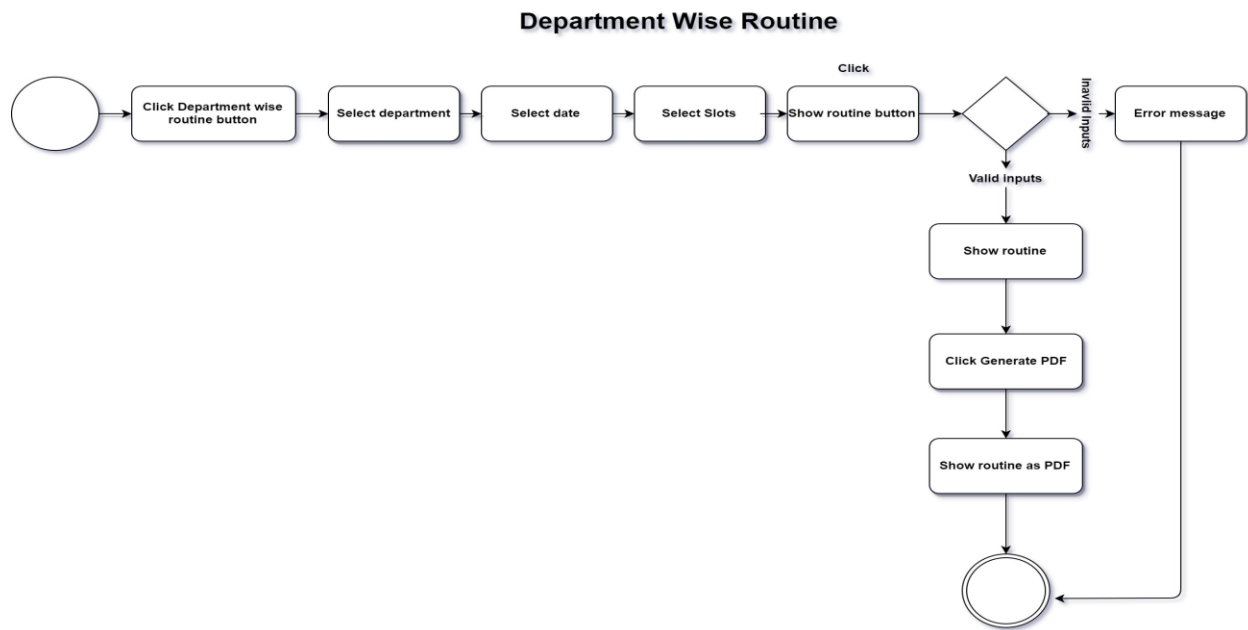 Department Wise Routine
Click Department wise
routine button
Select department
Select date
Select Slots
Click
Show routine button
Inavlid Inputs
Error message
Valid inputs
Show routine
Click Generate PDF
Show routine as PDF